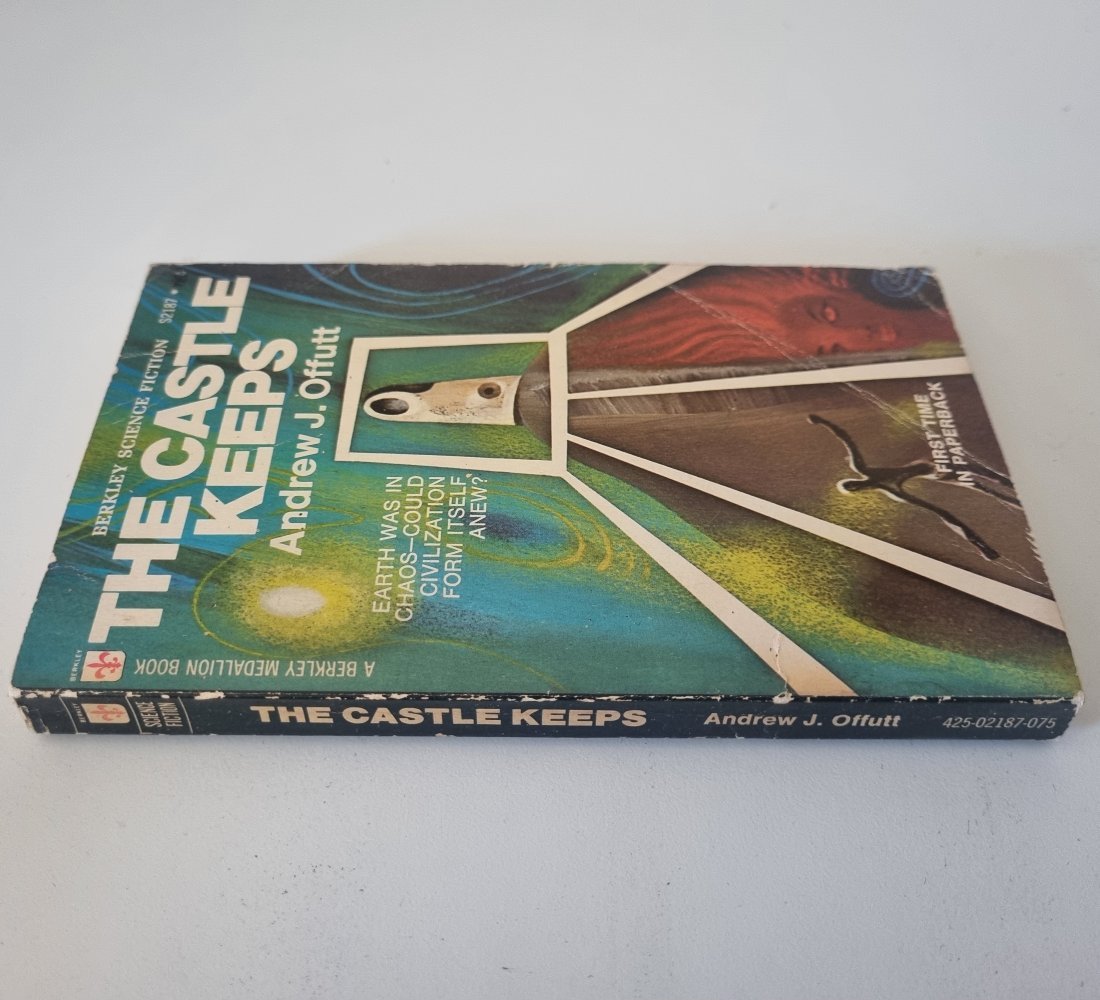 BERKLEY SCIENCE FICTION
S2187
THE CASTLE
KEEPS
Andrew J. Offutt
EARTH WAS IN
CHAOS—COULD
CIVILIZATION
FORM ITSELF
ANEW?
FIRST TIME
IN PAPERBACK
BERKLEY
A BERKLEY MEDALLION BOOK
SCIENCE
FICTION
THE CASTLE KEEPS
Andrew J. Offutt
425-02187-075